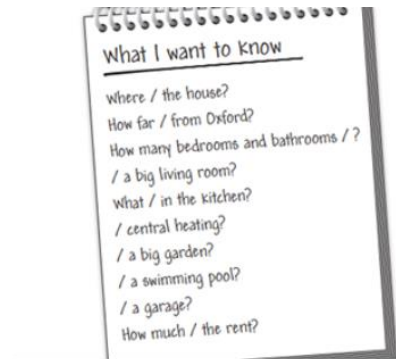 What I want to know
Where / the house?
How far / from Oxford?
How many bedrooms and bathrooms / ?
/ a big living room?
What / in the kitchen?
/ central heating?
/ a big garden?
/ a swimming pool?
/ a garage?
How much / the rent?